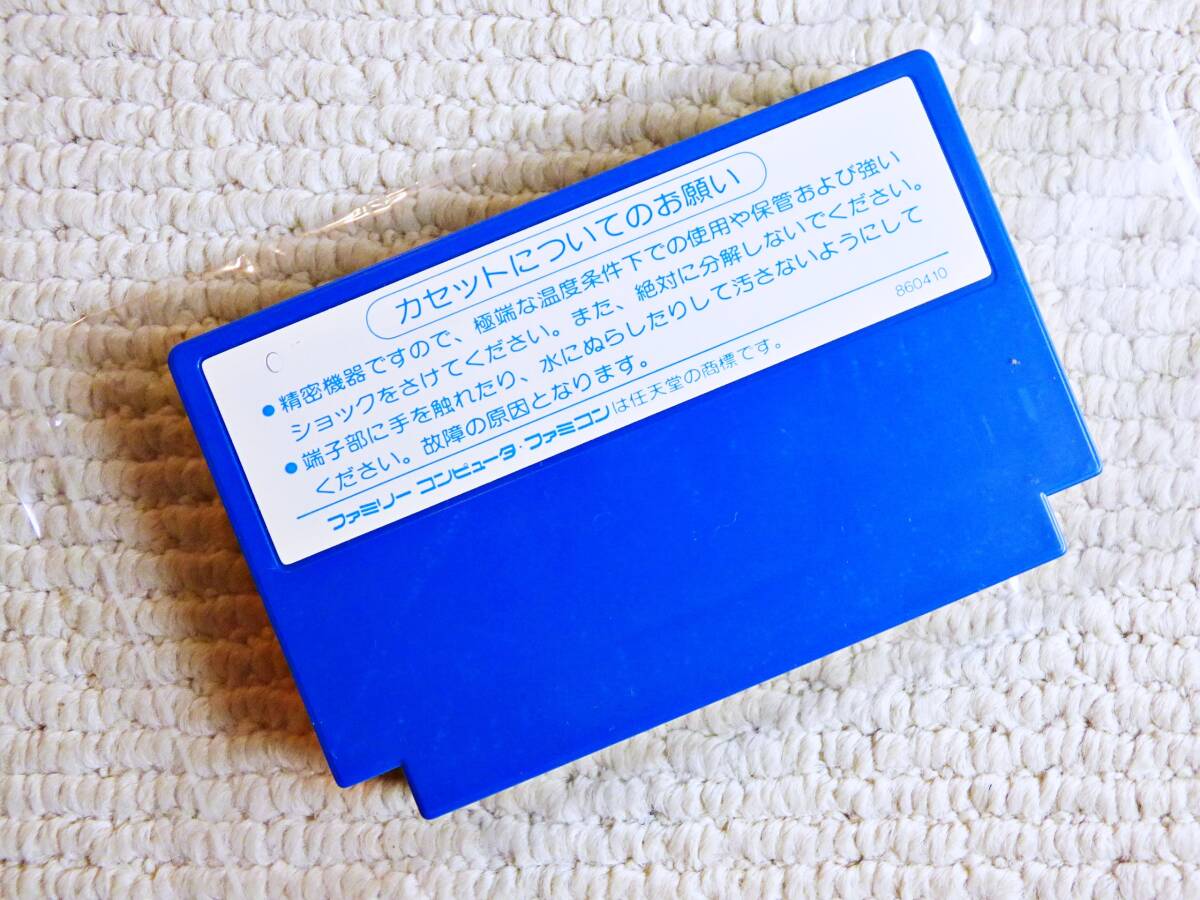 カセットについてのお願い
●精密機器ですので、極端な温度条件下での使用や保管および強い
ショックをさけてください。また、絶対に分解しないでください。
●端子部に手を触れたり、水にぬらしたりして汚さないようにして
ください。故障の原因となります。
860410
ファミリーコンピュータ・ファミコンは任天堂の商標です。